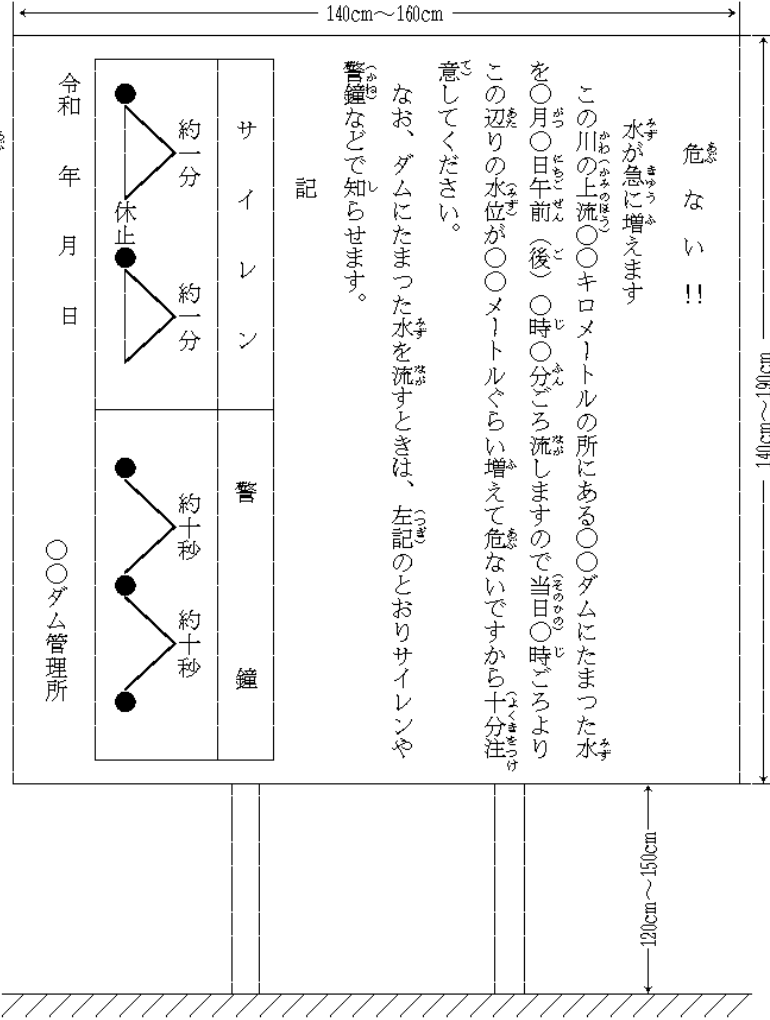 140cm～160cm
危ない!!
水が急に増えます
この川の上流○○キロメートルの所にある○○ダムにたまつた水
を○月○日午前（後）○時○分ごろ流しますので当日○時ごろより
この辺りの水位が○○メートルぐらい増えて危ないですから十分注
意してください。
なお、ダムにたまつた水を流すときは、左記のとおりサイレンや
警鐘などで知らせます。
記
サイレン
警鐘
約一分
休止
約一分
約十秒
約十秒
令和　年　月　日
○○ダム管理所
140cm～190cm
120cm～150cm